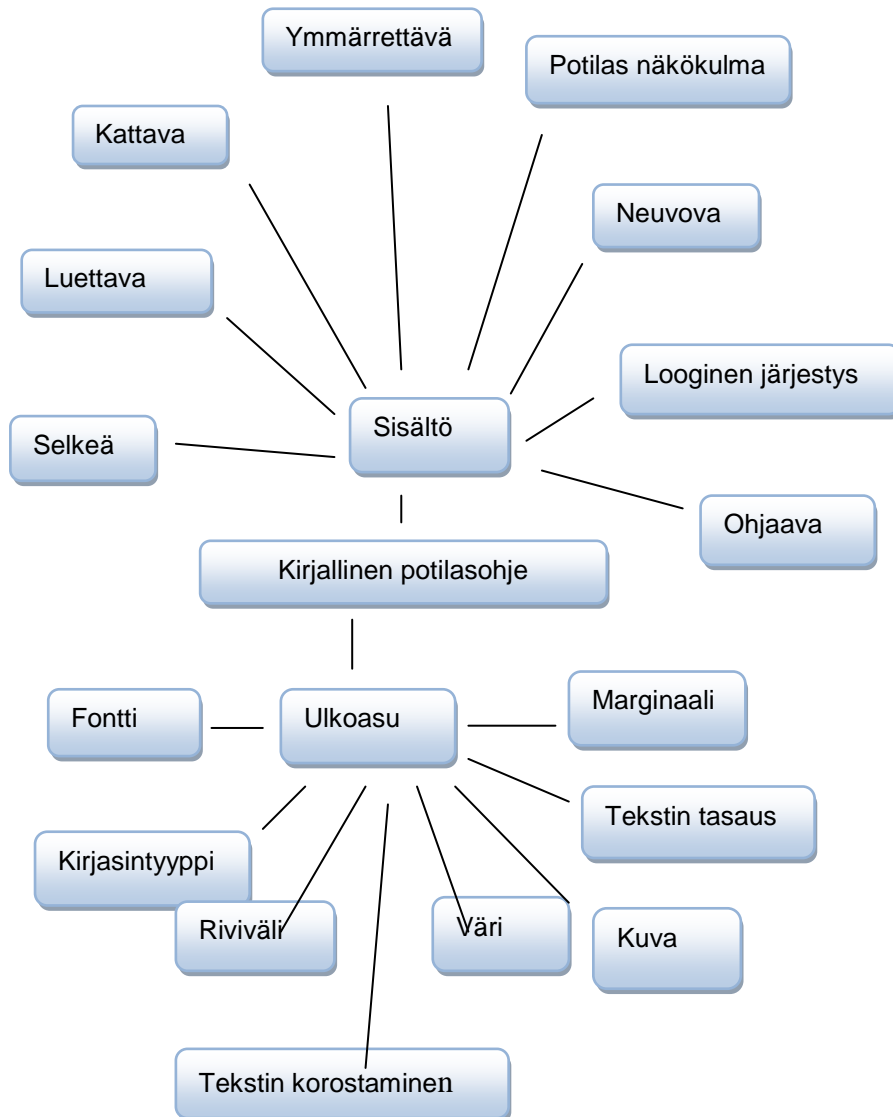 Ymmärrettävä
Potilas näkökulma
Kattava
Neuvova
Luettava
Looginen järjestys
Sisältö
Selkeä
Ohjaava
Kirjallinen potilasohje
Fontti
Ulkoasu
Marginaali
Tekstin tasaus
Kirjasintyyppi
Riviväli
Väri
Kuva
Tekstin korostaminen